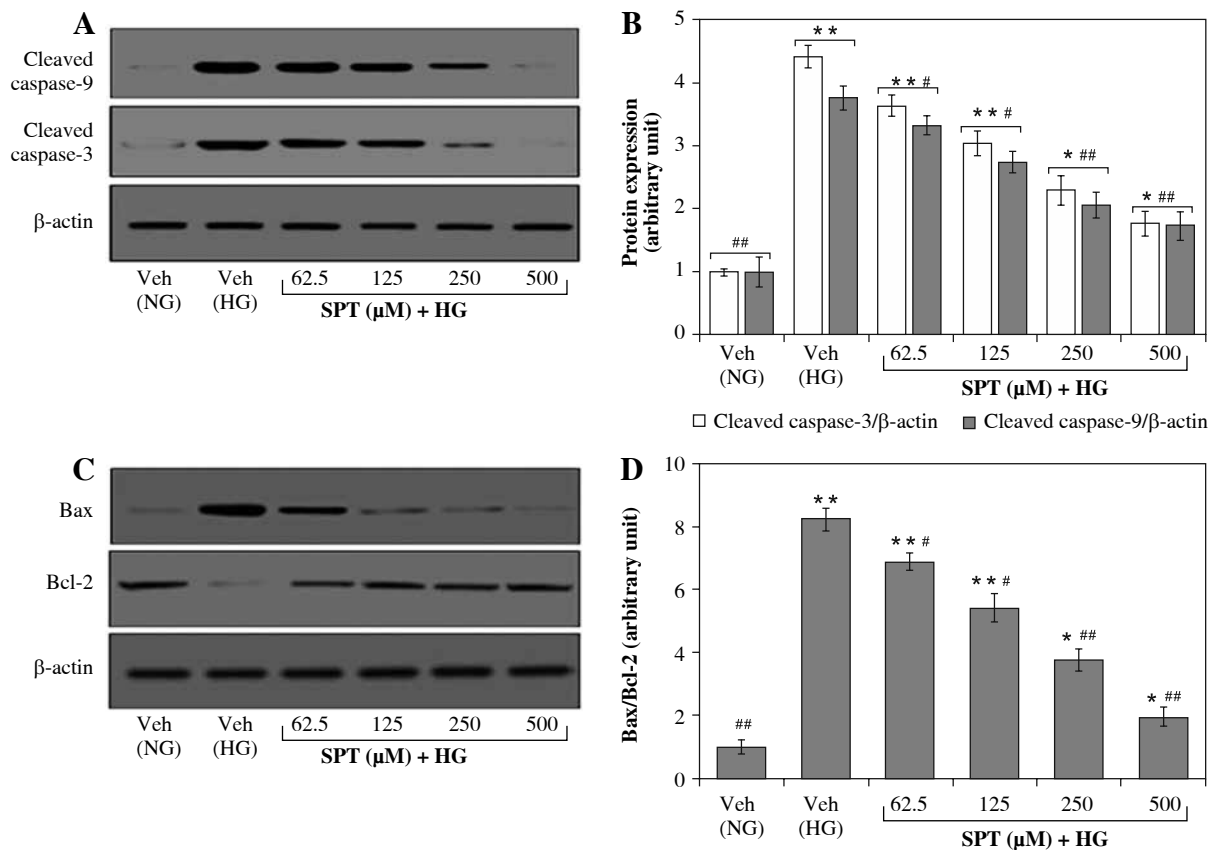 A
Cleaved
caspase-9
Cleaved
caspase-3
β-actin
Veh
(NG)
Veh
(HG)
62.5 125 250 500
SPT (µM) + HG
B
Protein expression
(arbitrary unit)
5
4
3
2
1
0
##
* *
* * #
* * #
* ##
* ##
Veh
(NG)
Veh
(HG)
62.5 125 250 500
SPT (µM) + HG
Cleaved caspase-3/β-actin Cleaved caspase-9/β-actin
C
Bax
Bcl-2
β-actin
Veh
(NG)
Veh
(HG)
62.5 125 250 500
SPT (µM) + HG
D
Bax/Bcl-2 (arbitrary unit)
10
8
6
4
2
0
##
* *
* * #
* * #
* ##
* ##
Veh
(NG)
Veh
(HG)
62.5 125 250 500
SPT (µM) + HG